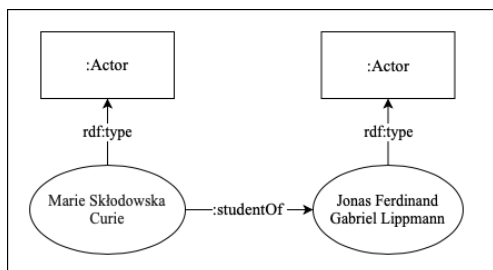 :Actor
:Actor
rdf:type
rdf:type
Marie Skłodowska
Curie
:studentOf
Jonas Ferdinand
Gabriel Lippmann